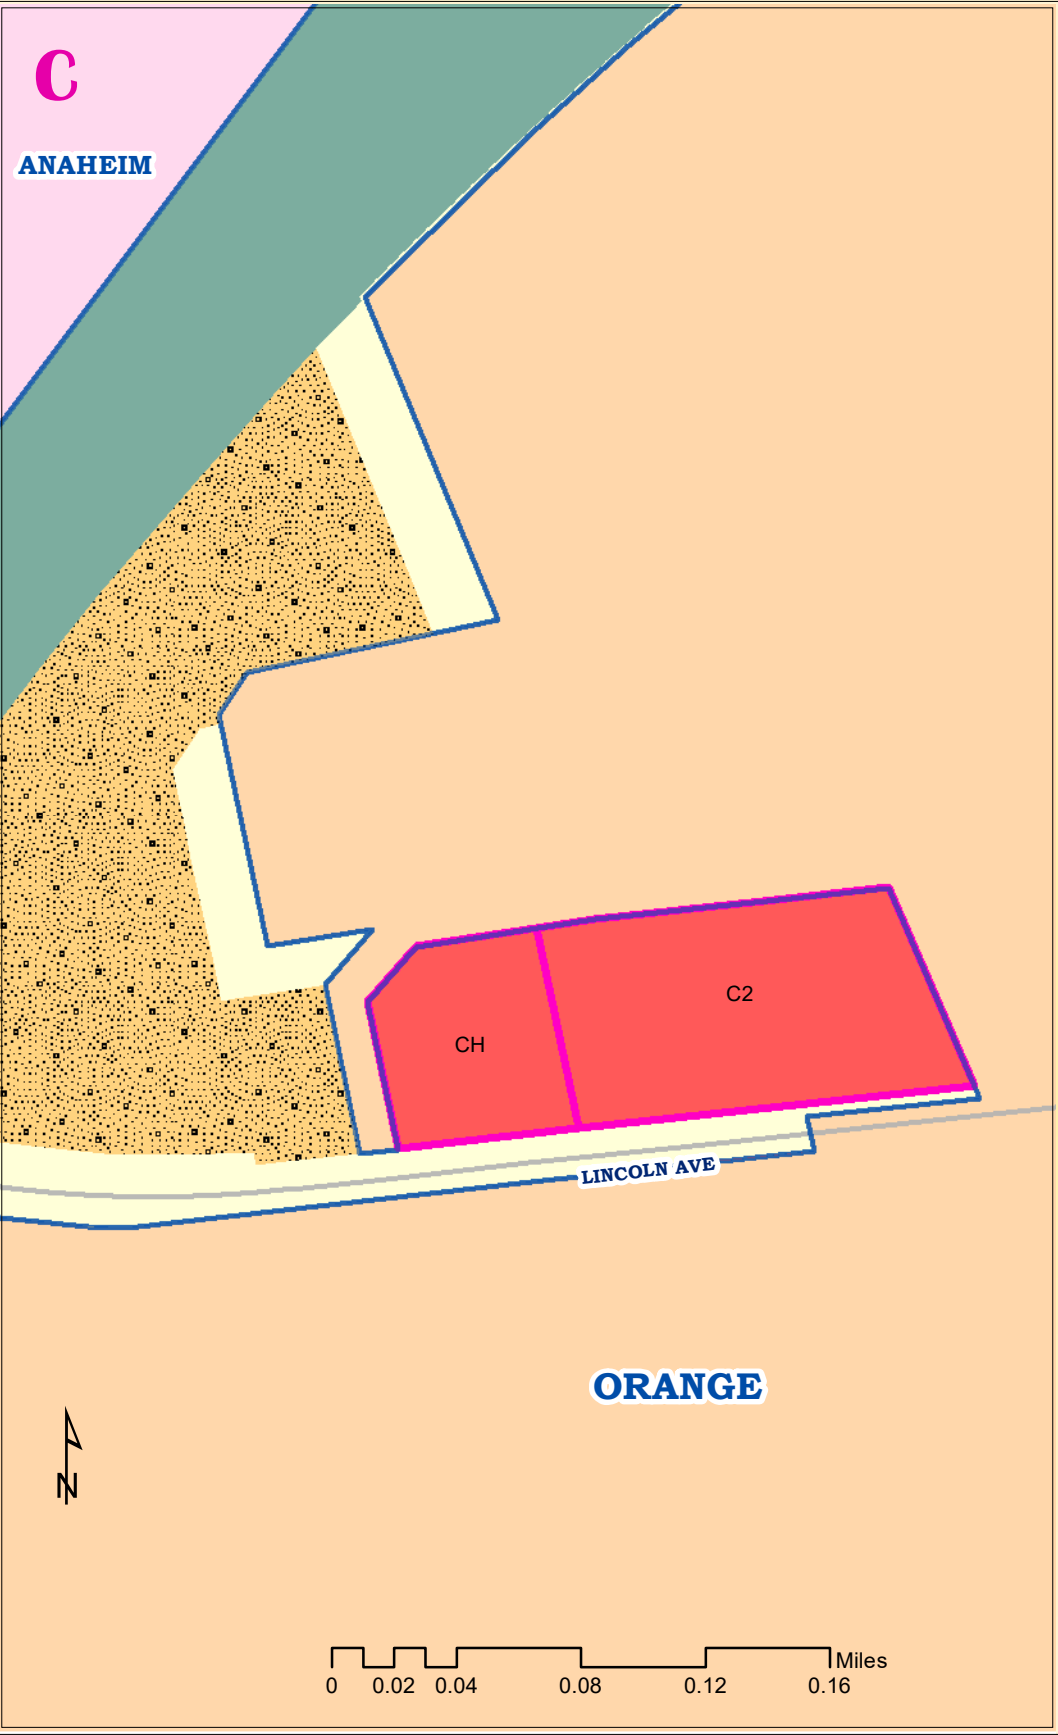 C
ANAHEIM
C2
CH
LINCOLN AVE
ORANGE
N
Miles
0 0.02 0.04 0.08 0.12 0.16